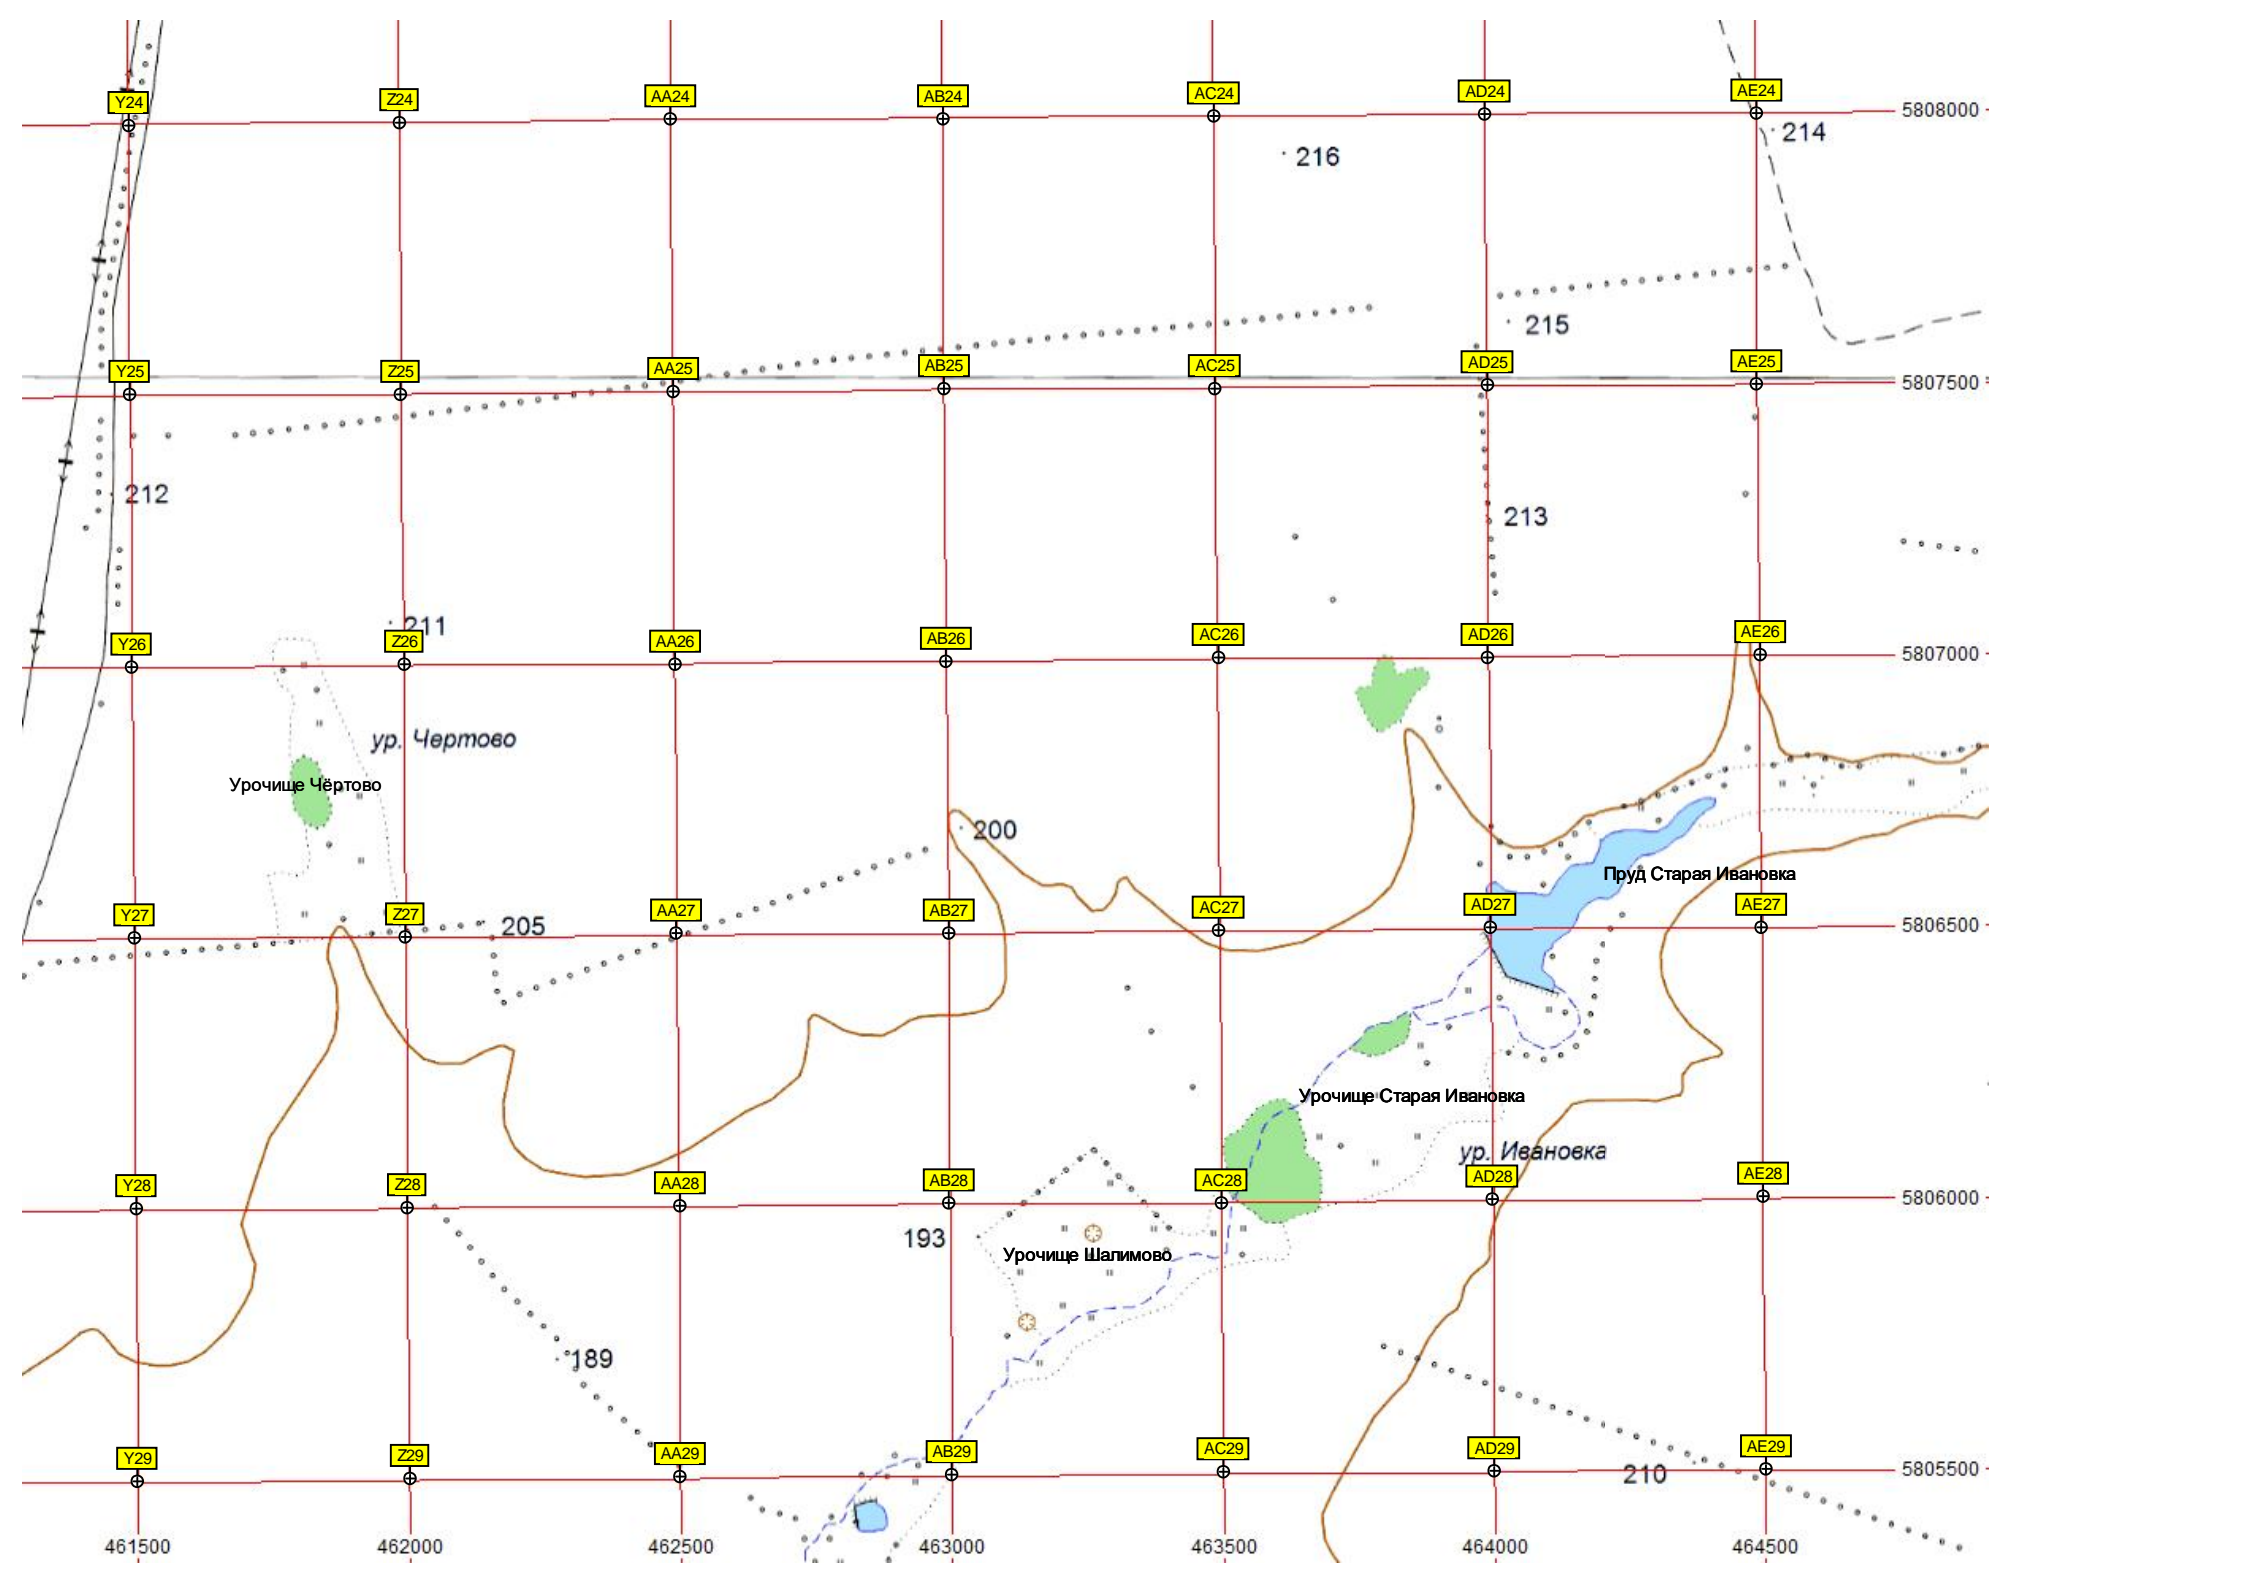 Y24 Z24 AA24 AB24 AC24 AD24 AE24
5808000
214
216
215
Y25 Z25 AA25 AB25 AC25 AD25 AE25
5807500
212
213
211
Y26 Z26 AA26 AB26 AC26 AD26 AE26
5807000
ур. Чертово
Урочище Чёртово
200
Пруд Старая Ивановка
Y27 Z27 AA27 AB27 AC27 AD27 AE27
205
5806500
Урочище Старая Ивановка
ур. Ивановка
Y28 Z28 AA28 AB28 AC28 AD28 AE28
5806000
193
Урочище Шалимово
189
Y29 Z29 AA29 AB29 AC29 AD29 AE29
5805500
210
461500 462000 462500 463000 463500 464000 464500